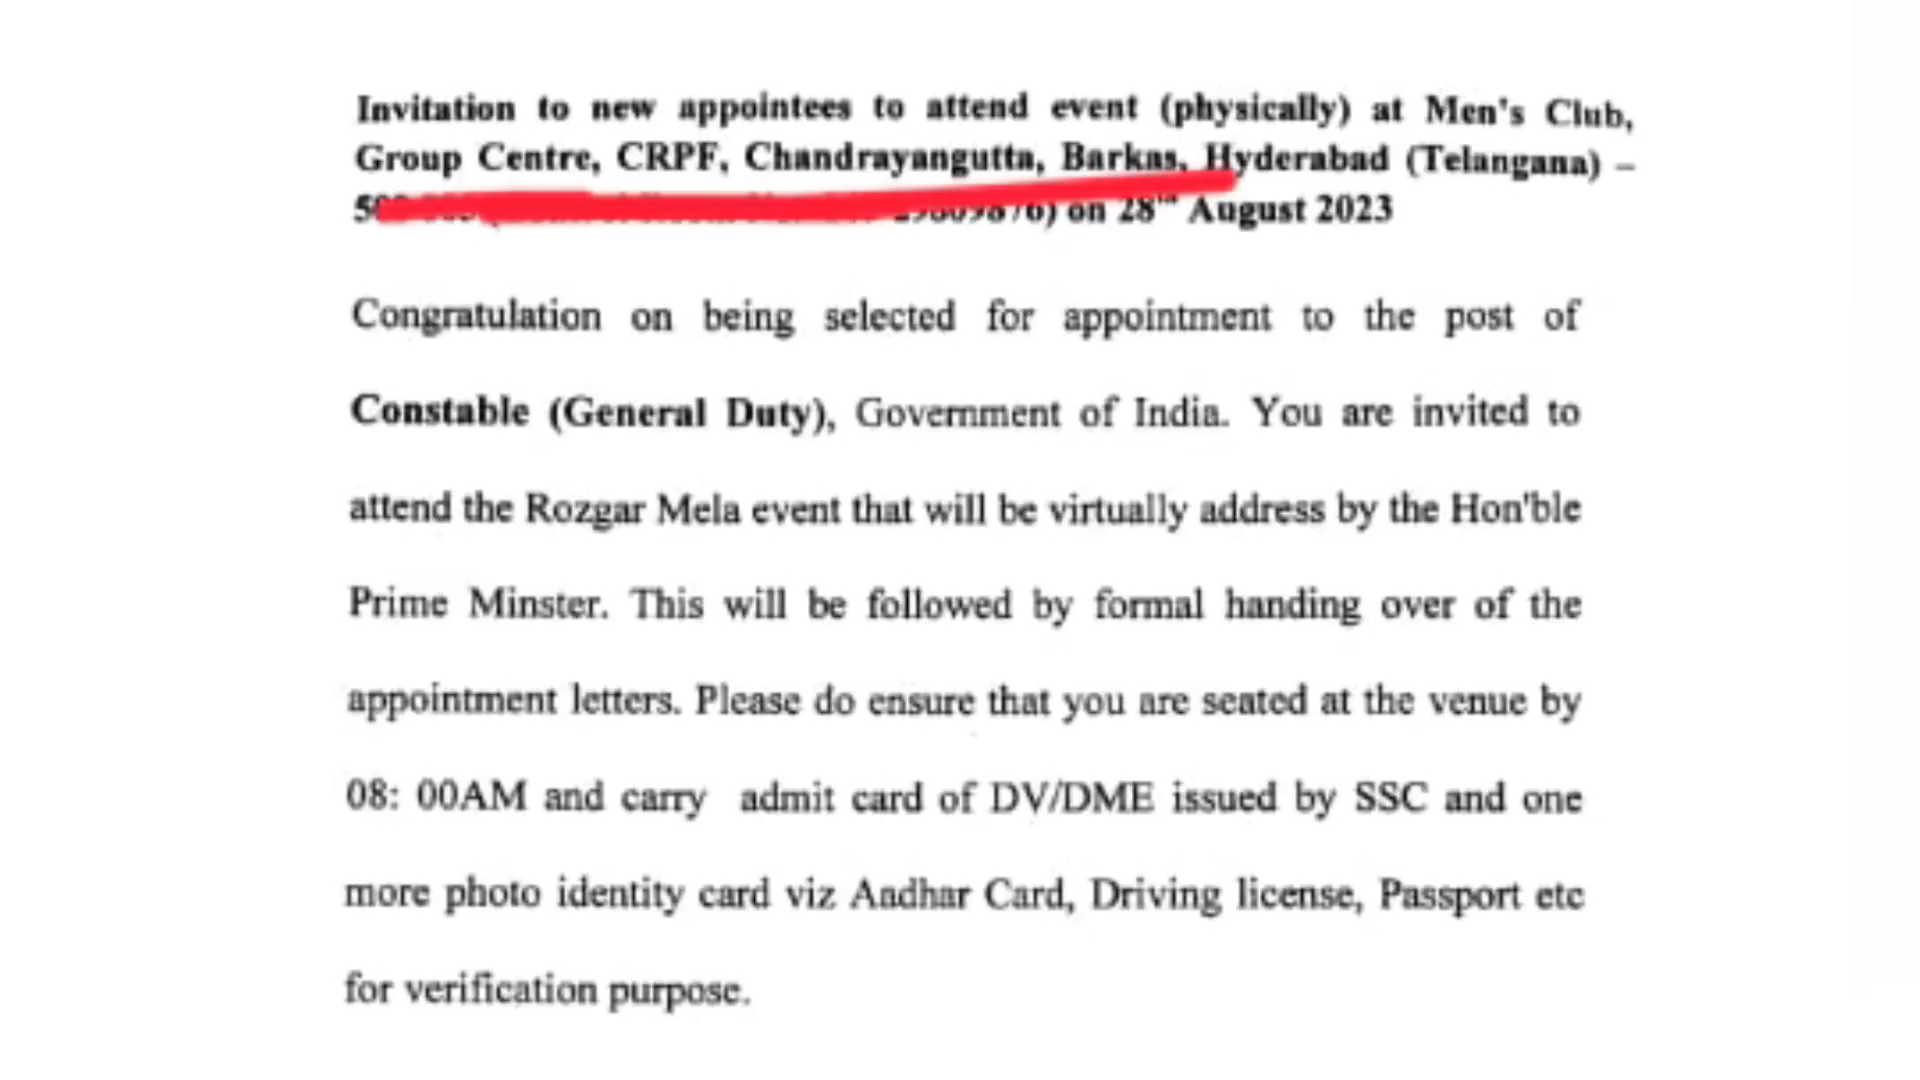 Invitation to new appointees to attend event (physically) at Men's Club,
Group Centre, CRPF, Chandrayangutta, Barkas, Hyderabad (Telangana) –
on 28th August 2023
Congratulation on being selected for appointment to the post of
Constable (General Duty), Government of India. You are invited to
attend the Rozgar Mela event that will be virtually address by the Hon'ble
Prime Minster. This will be followed by formal handing over of the
appointment letters. Please do ensure that you are seated at the venue by
08: 00AM and carry admit card of DV/DME issued by SSC and one
more photo identity card viz Aadhar Card, Driving license, Passport etc
for verification purpose.